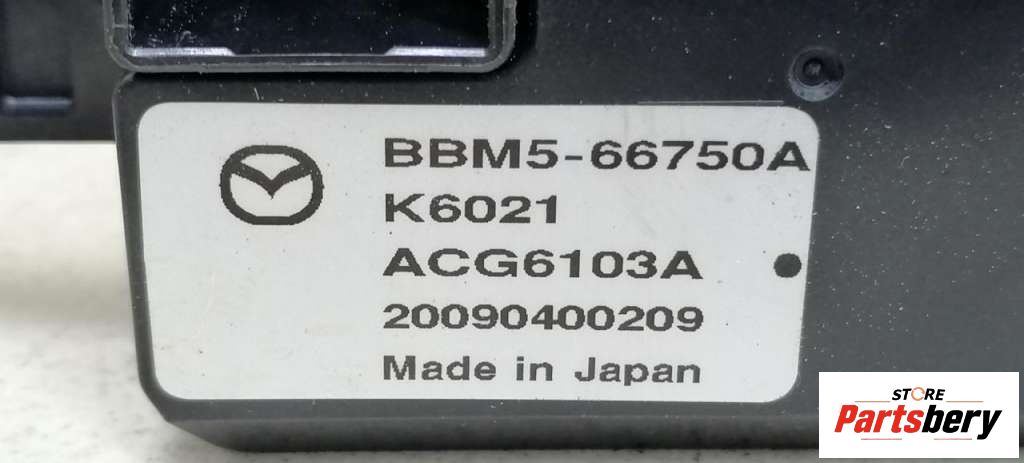 BBM5-66750A
K6021
ACG6103A
20090400209
Made in Japan
STORE
Partsbery